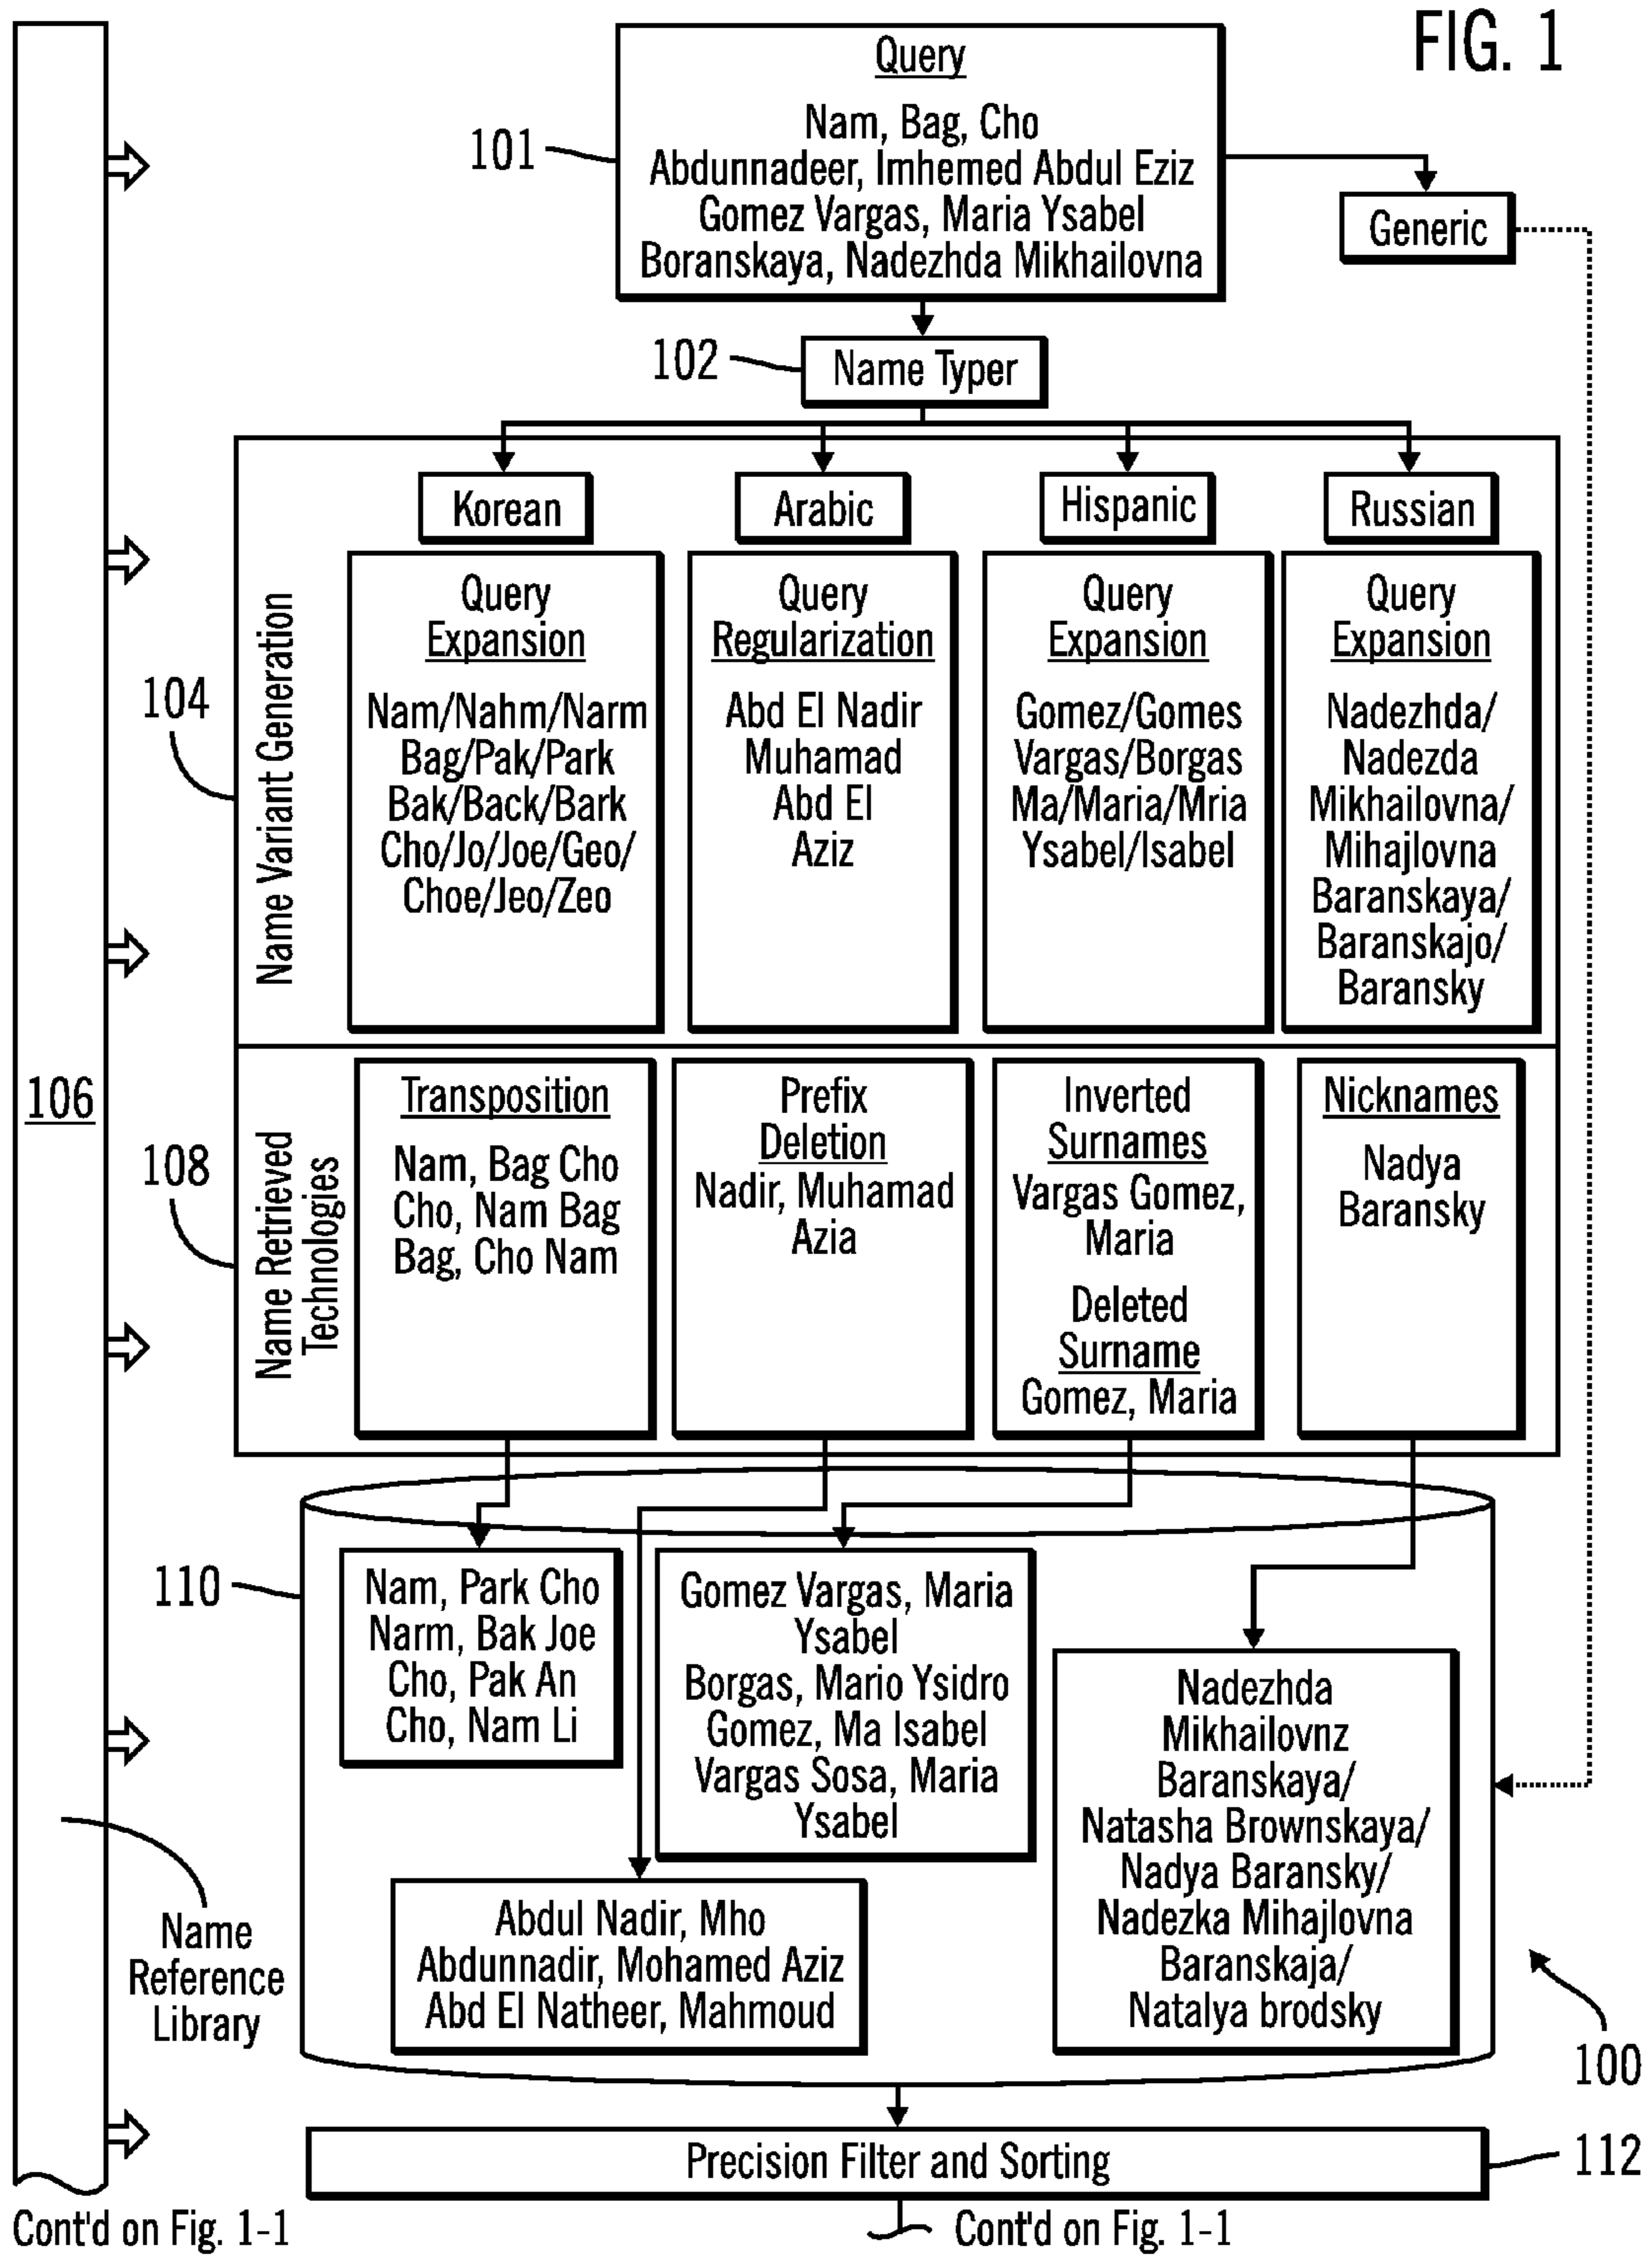 FIG. 1
Query
Nam, Bag, Cho
Abdunnadeer, Imhemed Abdul Eziz
Gomez Vargas, Maria Ysabel
Boranskaya, Nadezhda Mikhailovna
101
Generic
102
Name Typer
Korean
Arabic
Hispanic
Russian
104
Name Variant Generation
Query
Expansion
Nam/Nahm/Narm
Bag/Pak/Park
Bak/Back/Bark
Cho/Jo/Joe/Geo/
Choe/Jeo/Zeo
Query
Regularization
Abd El Nadir
Muhamad
Abd El
Aziz
Query
Expansion
Gomez/Gomes
Vargas/Borgas
Ma/Maria/Mria
Ysabel/Isabel
Query
Expansion
Nadezhda/
Nadezda
Mikhailovna/
Mihajlovna
Baranskaya/
Baranskajo/
Baransky
106
108
Name Retrieved
Technologies
Transposition
Nam, Bag Cho
Cho, Nam Bag
Bag, Cho Nam
Prefix
Deletion
Nadir, Muhamad
Azia
Inverted
Surnames
Vargas Gomez,
Maria
Deleted
Surname
Gomez, Maria
Nicknames
Nadya
Baransky
110
Nam, Park Cho
Narm, Bak Joe
Cho, Pak An
Cho, Nam Li
Gomez Vargas, Maria
Ysabel
Borgas, Mario Ysidro
Gomez, Ma Isabel
Vargas Sosa, Maria
Ysabel
Nadezhda
Mikhailovnz
Baranskaya/
Natasha Brownskaya/
Nadya Baransky/
Nadezka Mihajlovna
Baranskaja/
Natalya brodsky
Abdul Nadir, Mho
Abdunnadir, Mohamed Aziz
Abd El Natheer, Mahmoud
Name
Reference
Library
100
Precision Filter and Sorting
112
Cont'd on Fig. 1-1
Cont'd on Fig. 1-1